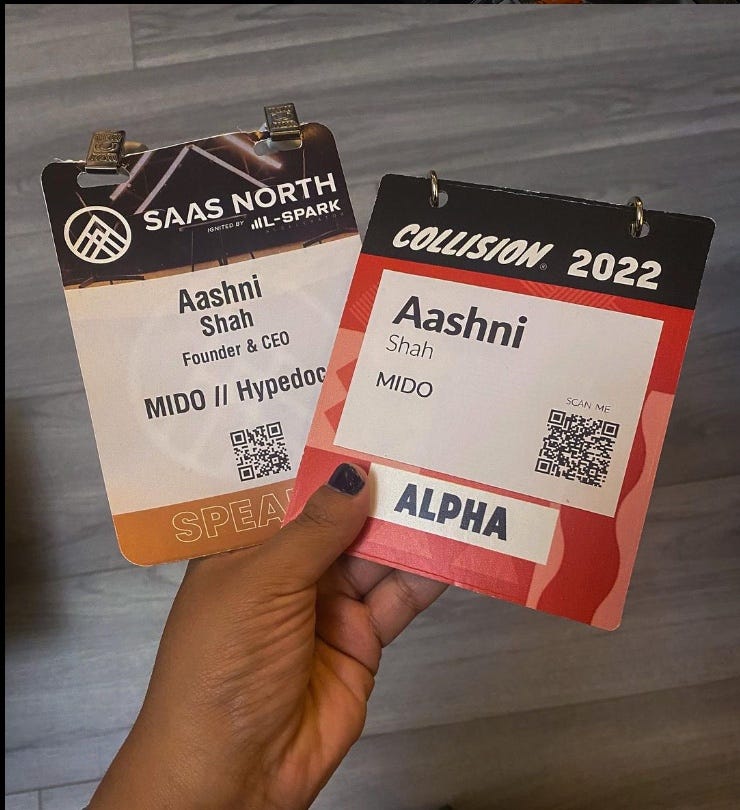 SAAS NORTH
IGNITED BY L-SPARK
Aashni
Shah
Founder & CEO
MIDO // Hypedoc
SPEA
COLLISION 2022
Aashni
Shah
MIDO
SCAN ME
ALPHA